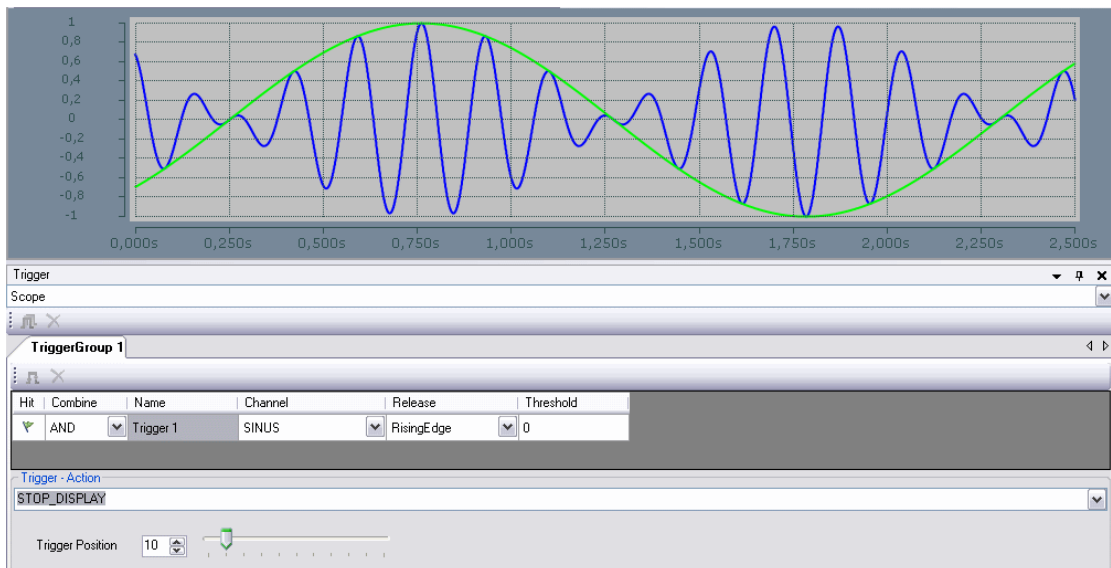 1
0,8
0,6
0,4
0,2
0
-0,2
-0,4
-0,6
-0,8
-1
0,000s 0,250s 0,500s 0,750s 1,000s 1,250s 1,500s 1,750s 2,000s 2,250s 2,500s
Trigger
Scope
TriggerGroup 1
Hit Combine Name Channel Release Threshold
AND Trigger 1 SINUS RisingEdge 0
Trigger - Action
STOP_DISPLAY
Trigger Position 10